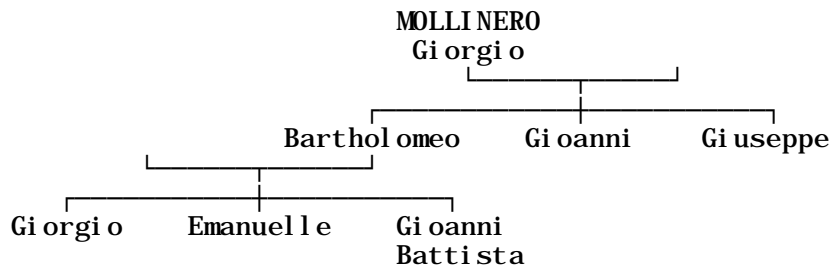 MOLLINERO
Giorgio
Bartholomeo Gioanni Giuseppe
Giorgio Emanuelle Gioanni
Battista